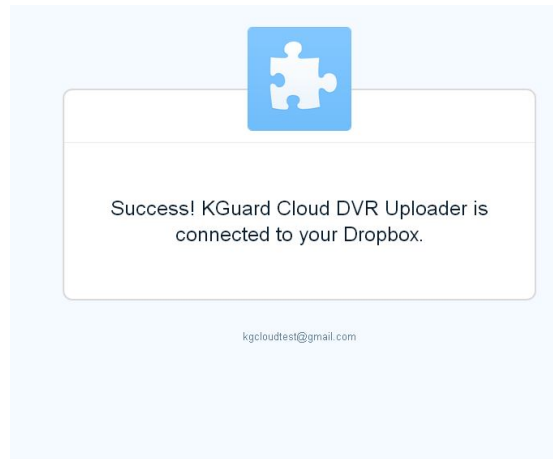 Success! KGuard Cloud DVR Uploader is
connected to your Dropbox.
kgcloudtest@gmail.com